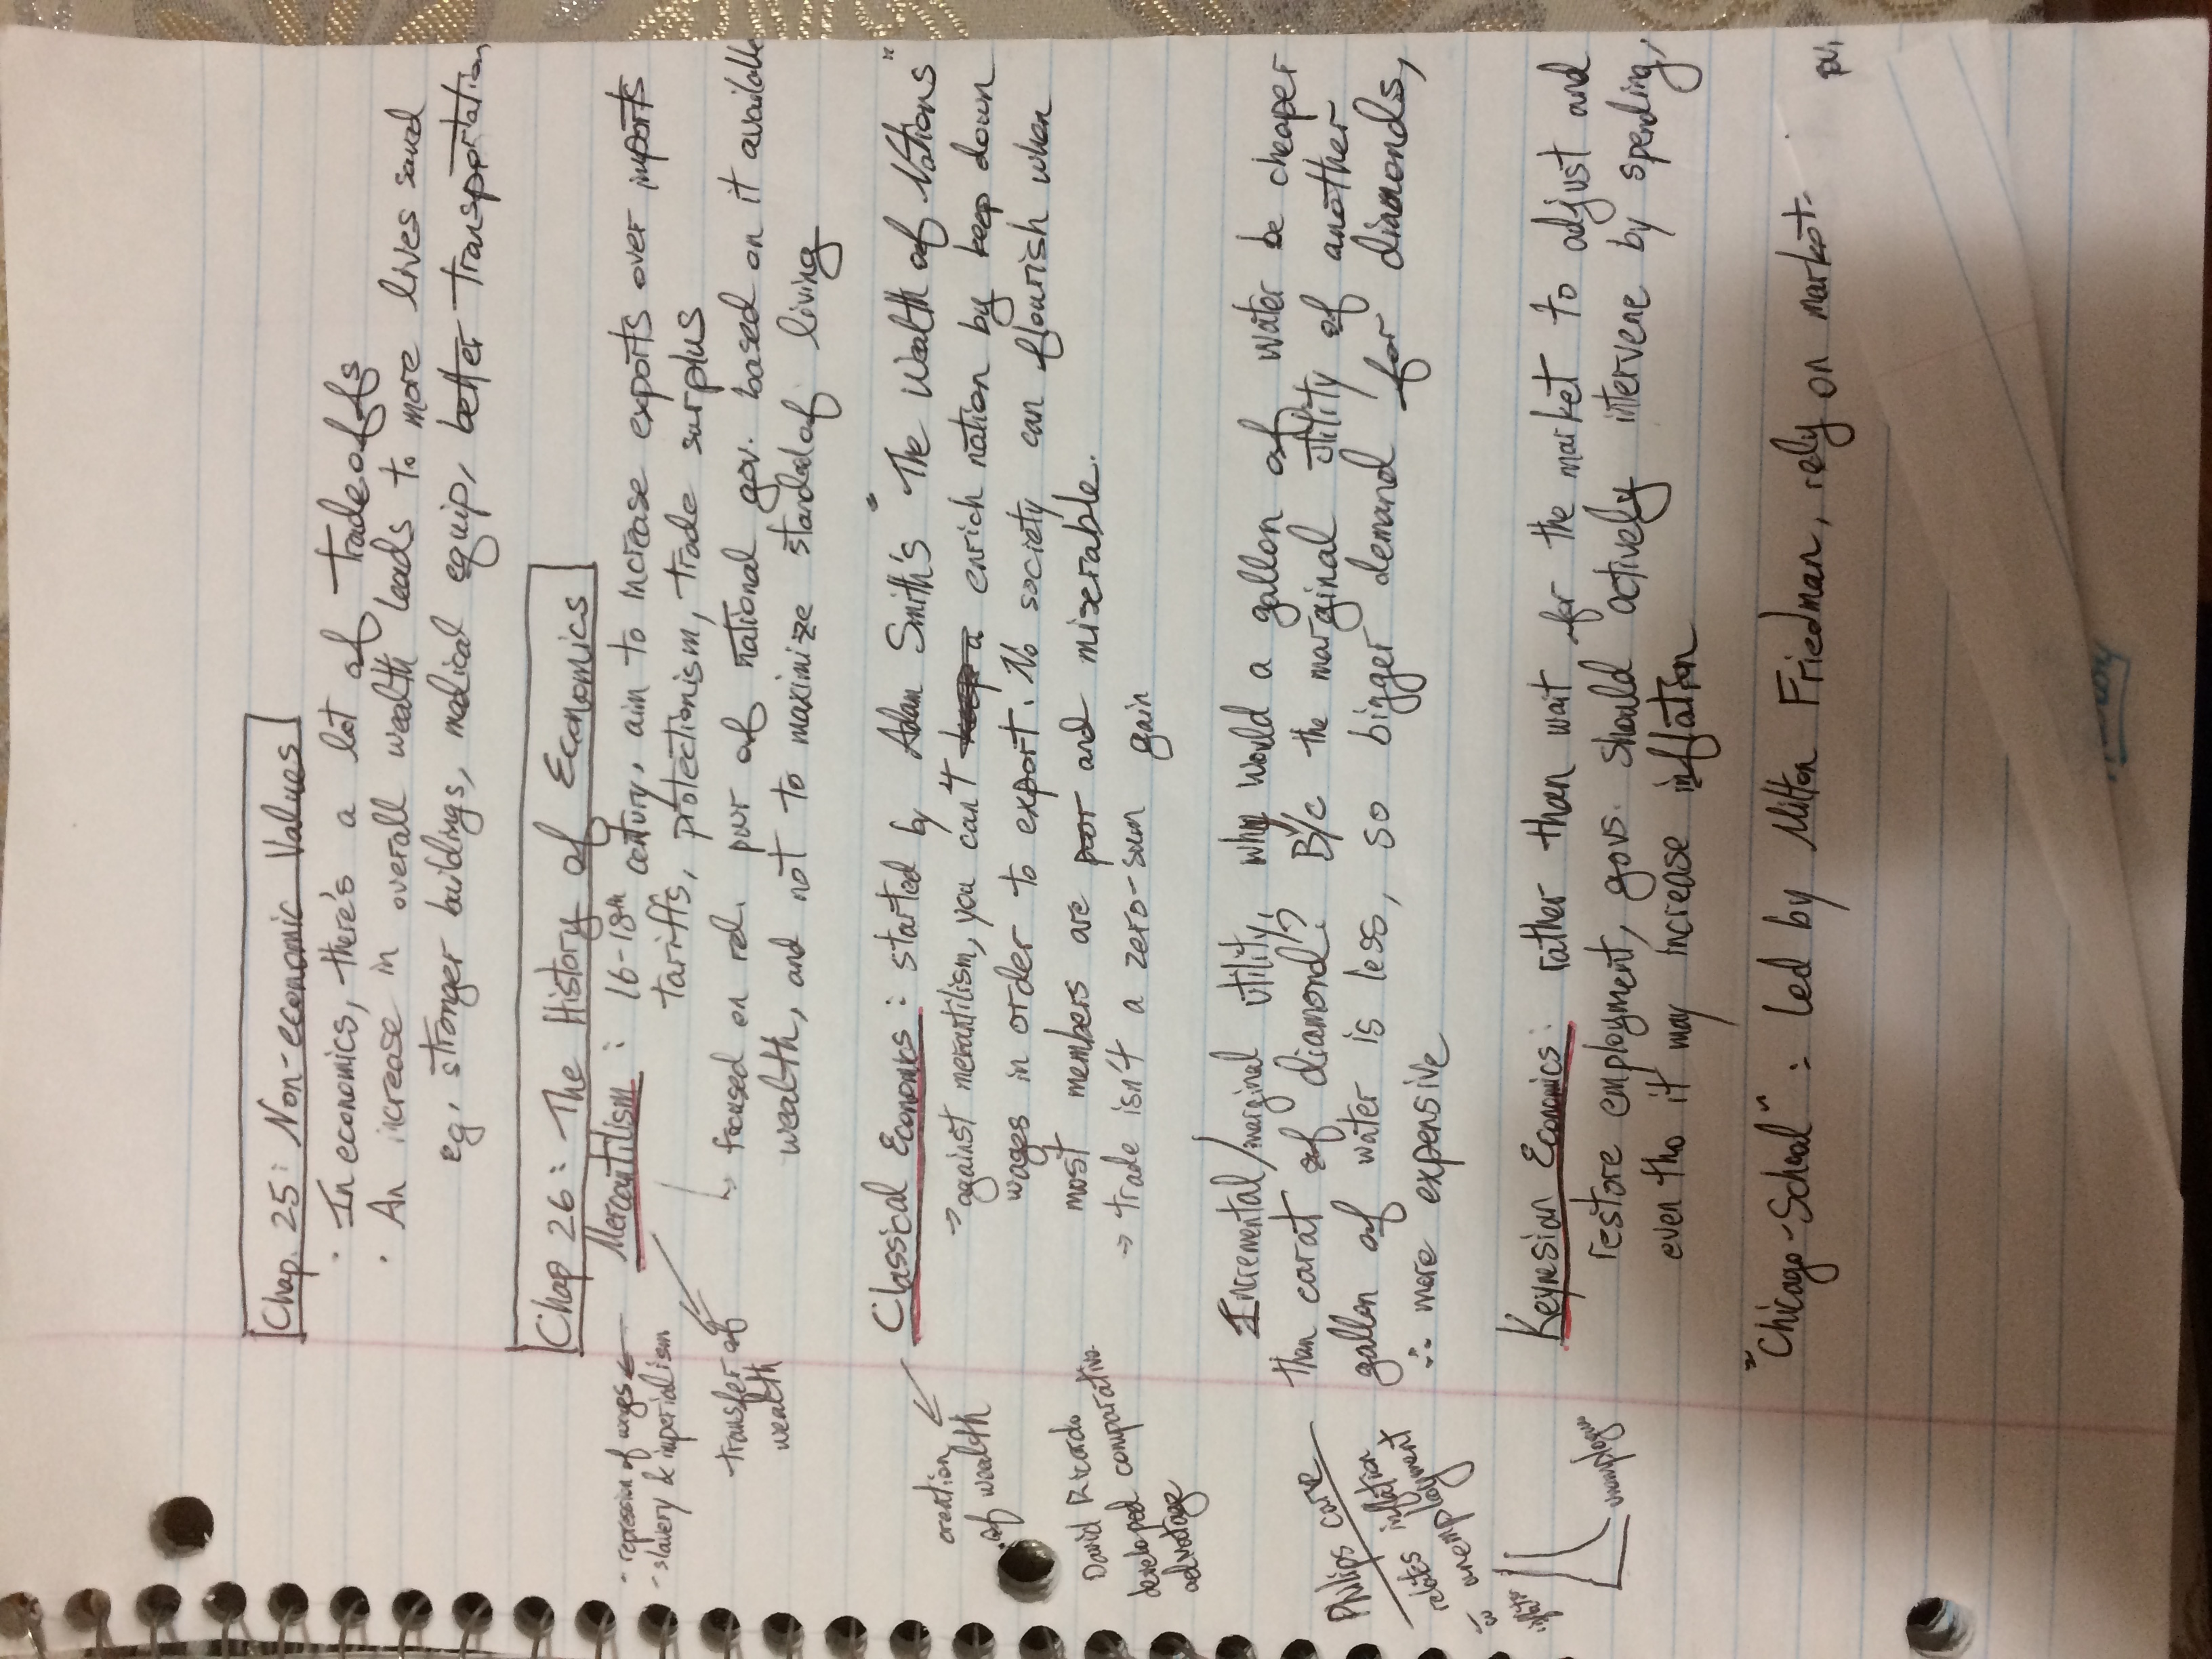 Chap. 25: Non-economic Values
· In economics, there's a lot of tradeoffs
· An increase in overall wealth leads to more lives saved
eg. stronger buildings, medical equip, better transportation
Chap 26: The History of Economics
Mercantilism : 16-18th century, aim to increase exports over imports
tariffs, protectionism, trade surplus
- repression of wages
- slavery & imperialism
transfer of
wealth
focused on rel. powr of national gov. based on it available
wealth, and not to maximize of living
Classical Economics : started by Adam Smith's "The Wealth of Nations"
→ against mercantilism, you can't keep a enrich nation by keep down
wages in order to export. No society can flourish when
most members are poor and miserable.
→ trade isn't a zero-sum gain
creation
of wealth
David Ricardo
developed comparative
advatage
Incremental/marginal utility, why would a gallon of water be cheaper
than carat of diamond? B/c the marginal utility of another
gallon of water is less, so bigger demand for diamonds,
∴ more expensive
Philips curve
relates inflation
to unemployment
Keynesian Economics: rather than wait for the market to adjust and
restore employment, govs. should actively intervene by spending,
even tho it may increase inflation
"Chicago-School" : Led by Milton Friedman, rely on market